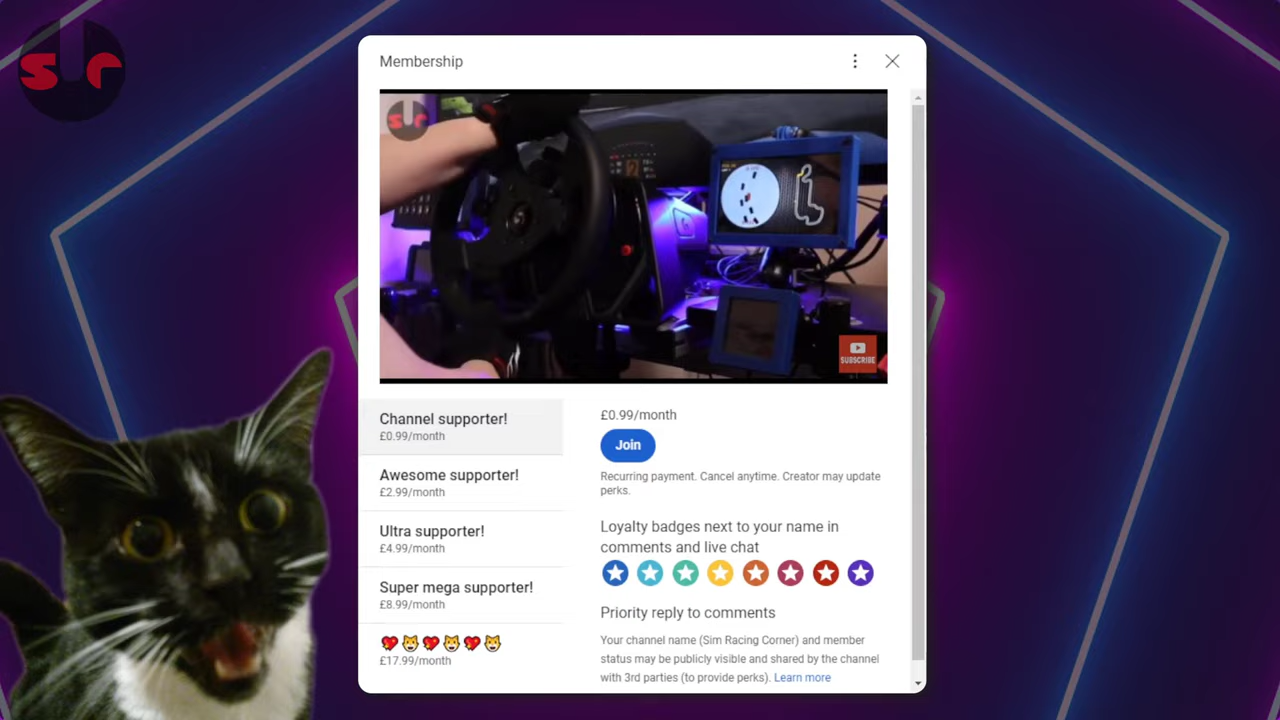 sur
Membership
sur
SUBSCRIBE
Channel supporter!
£0.99/month
Awesome supporter!
£2.99/month
Ultra supporter!
£4.99/month
Super mega supporter!
£8.99/month
£17.99/month
£0.99/month
Join
Recurring payment. Cancel anytime. Creator may update
perks.
Loyalty badges next to your name in
comments and live chat
Priority reply to comments
Your channel name (Sim Racing Corner) and member
status may be publicly visible and shared by the channel
with 3rd parties (to provide perks). Learn more